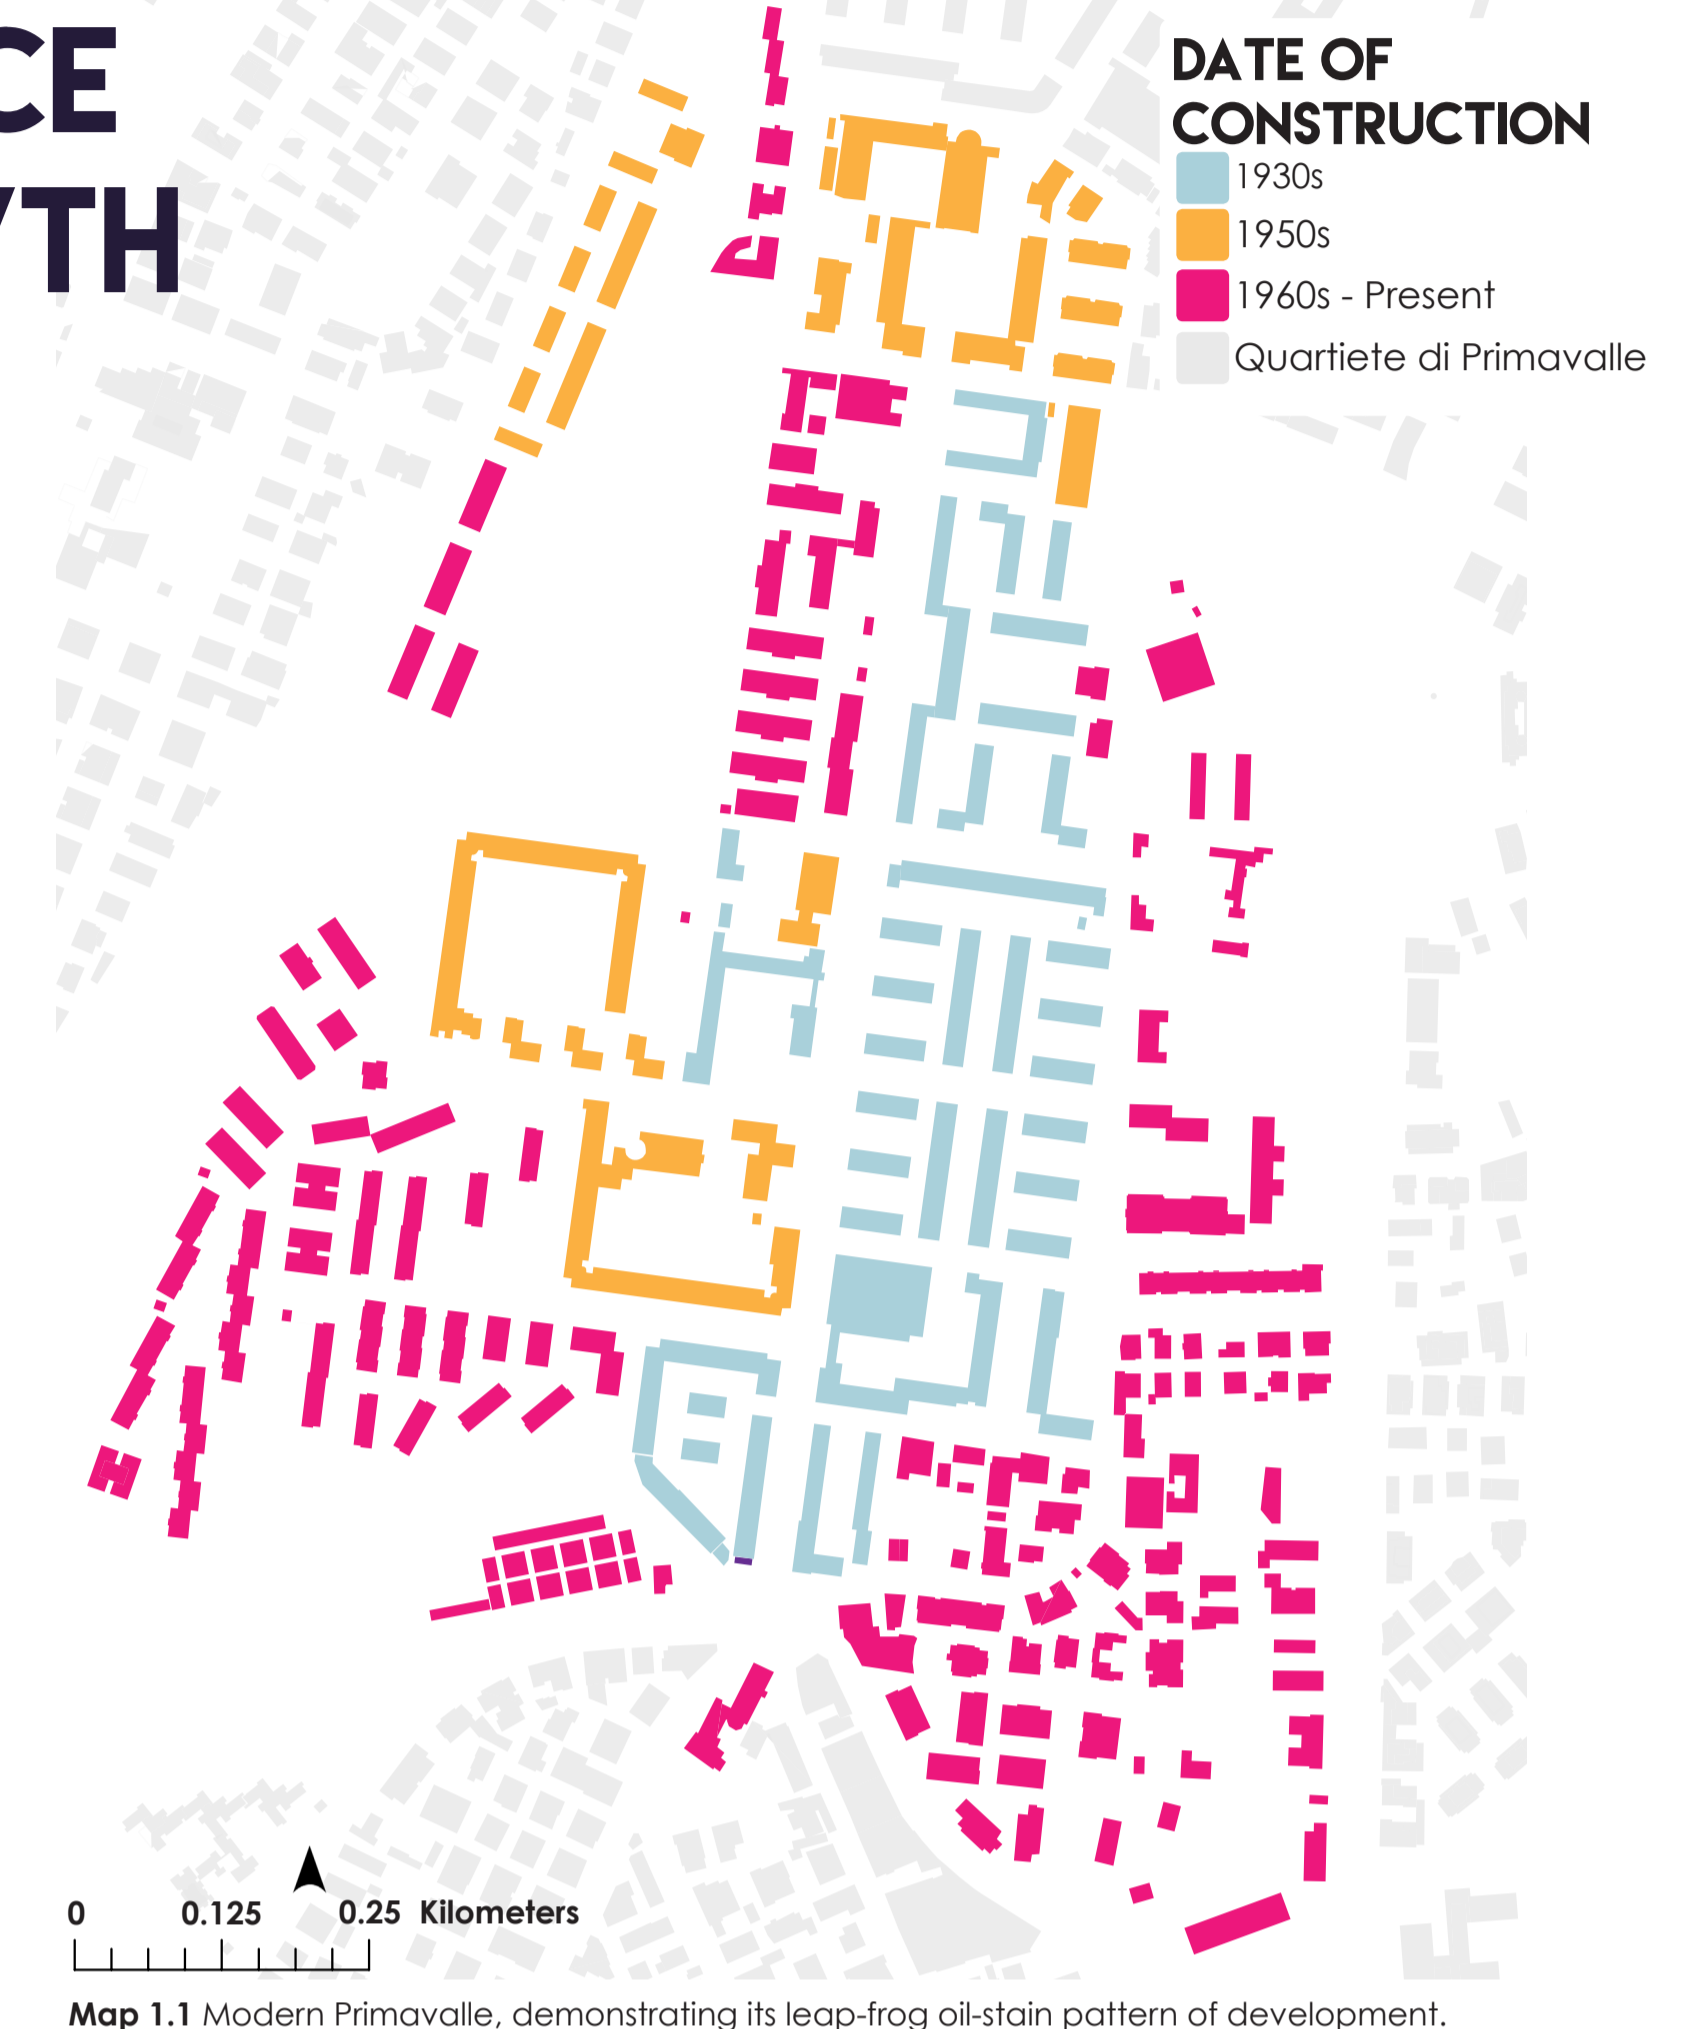 CE
YTH
DATE OF
CONSTRUCTION
1930s
1950s
1960s - Present
Quartiete di Primavalle
0 0.125 0.25 Kilometers
Map 1.1 Modern Primavalle, demonstrating its leap-frog oil-stain pattern of development.